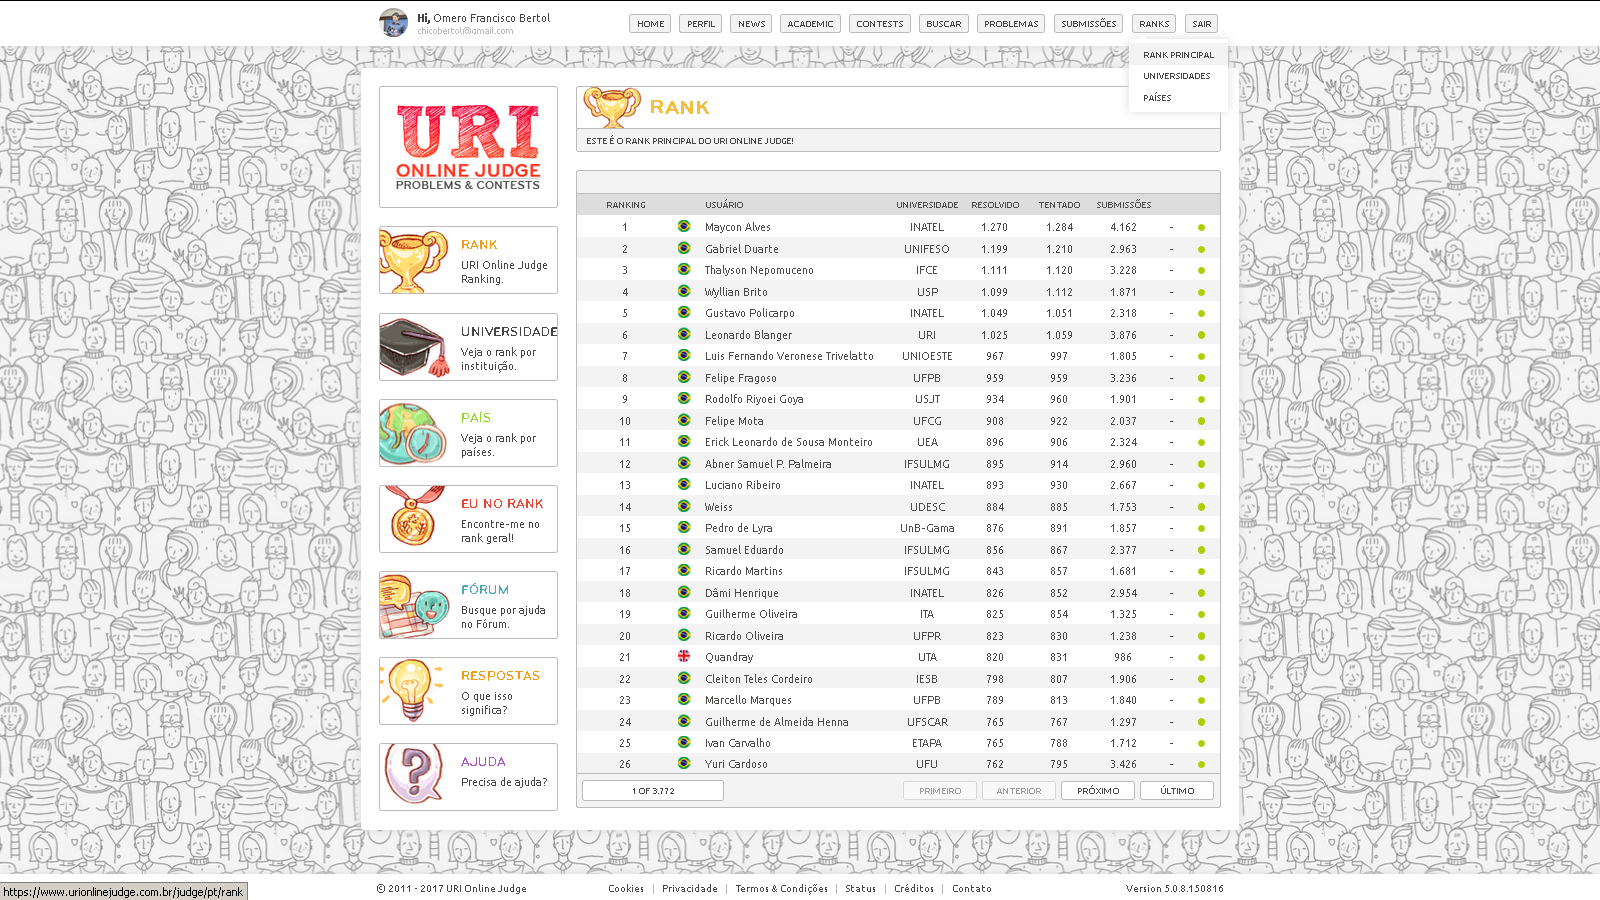 Hi, Omero Francisco Bertol
chicobertol@gmail.com
HOME PERFIL NEWS ACADEMIC CONTESTS BUSCAR PROBLEMAS SUBMISSÕES RANKS SAIR
RANK PRINCIPAL
UNIVERSIDADES
PAÍSES
URI
ONLINE JUDGE
PROBLEMS & CONTESTS
RANK
URI Online Judge
Ranking.
UNIVERSIDADE
Veja o rank por
instituição.
PAÍS
Veja o rank por
países.
EU NO RANK
Encontre-me no
rank geral!
FÓRUM
Busque por ajuda
no Fórum.
RESPOSTAS
O que isso
significa?
AJUDA
Precisa de ajuda?
RANK
ESTE É O RANK PRINCIPAL DO URI ONLINE JUDGE!
RANKING USUÁRIO UNIVERSIDADE RESOLVIDO TENTADO SUBMISSÕES
1 Maycon Alves INATEL 1.270 1.284 4.162 -
2 Gabriel Duarte UNIFESO 1.199 1.210 2.963 -
3 Thalyson Nepomuceno IFCE 1.111 1.120 3.228 -
4 Wyllian Brito USP 1.099 1.112 1.871 -
5 Gustavo Policarpo INATEL 1.049 1.051 2.318 -
6 Leonardo Blanger URI 1.025 1.059 3.876 -
7 Luis Fernando Veronese Trivelatto UNIOESTE 967 997 1.805 -
8 Felipe Fragoso UFPB 959 959 3.236 -
9 Rodolfo Riyoei Goya USJT 934 960 1.901 -
10 Felipe Mota UFCG 908 922 2.037 -
11 Erick Leonardo de Sousa Monteiro UEA 896 906 2.324 -
12 Abner Samuel P. Palmeira IFSULMG 895 914 2.960 -
13 Luciano Ribeiro INATEL 893 930 2.667 -
14 Weiss UDESC 884 885 1.753 -
15 Pedro de Lyra UnB-Gama 876 891 1.857 -
16 Samuel Eduardo IFSULMG 856 867 2.377 -
17 Ricardo Martins IFSULMG 843 857 1.681 -
18 Dâmi Henrique INATEL 826 852 2.954 -
19 Guilherme Oliveira ITA 825 854 1.325 -
20 Ricardo Oliveira UFPR 823 830 1.238 -
21 Quandray UTA 820 831 986 -
22 Cleiton Teles Cordeiro IESB 798 807 1.906 -
23 Marcello Marques UFPB 789 813 1.840 -
24 Guilherme de Almeida Henna UFSCAR 765 767 1.297 -
25 Ivan Carvalho ETAPA 765 788 1.712 -
26 Yuri Cardoso UFU 762 795 3.426 -
1 OF 3.772 PRIMEIRO ANTERIOR PRÓXIMO ÚLTIMO
© 2011 - 2017 URI Online Judge Cookies | Privacidade | Termos & Condições | Status | Créditos | Contato Version 5.0.8.150816
https://www.urionlinejudge.com.br/judge/pt/rank